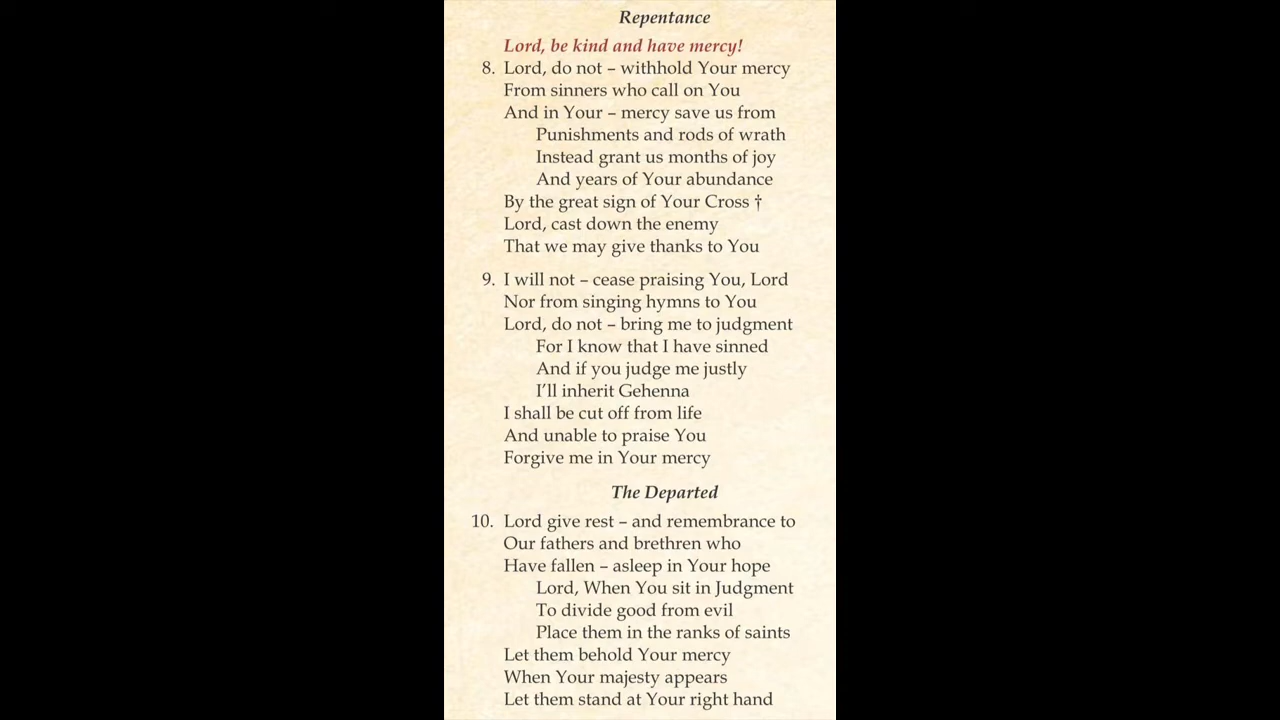 Repentance
Lord, be kind and have mercy!
8. Lord, do not – withhold Your mercy
From sinners who call on You
And in Your – mercy save us from
Punishments and rods of wrath
Instead grant us months of joy
And years of Your abundance
By the great sign of Your Cross †
Lord, cast down the enemy
That we may give thanks to You
9. I will not – cease praising You, Lord
Nor from singing hymns to You
Lord, do not – bring me to judgment
For I know that I have sinned
And if you judge me justly
I’ll inherit Gehenna
I shall be cut off from life
And unable to praise You
Forgive me in Your mercy
The Departed
10. Lord give rest – and remembrance to
Our fathers and brethren who
Have fallen – asleep in Your hope
Lord, When You sit in Judgment
To divide good from evil
Place them in the ranks of saints
Let them behold Your mercy
When Your majesty appears
Let them stand at Your right hand